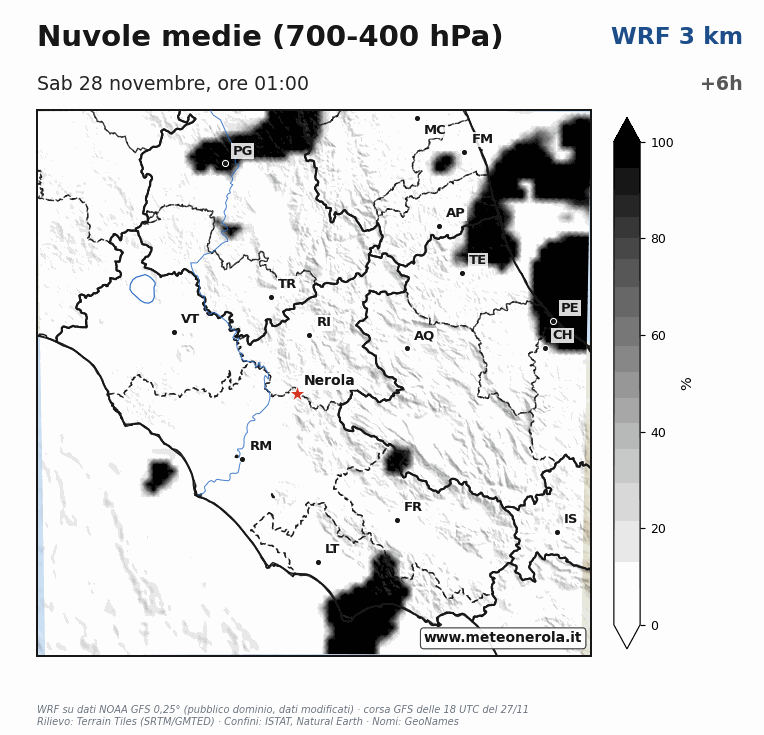 Nuvole medie (700-400 hPa)
WRF 3 km
Sab 28 novembre, ore 01:00
+6h
MC
FM
PG
AP
TE
TR
PE
VT
RI
AQ
CH
Nerola
RM
FR
IS
LT
www.meteonerola.it
100
80
60
40
20
0
%
WRF su dati NOAA GFS 0,25° (pubblico dominio, dati modificati) · corsa GFS delle 18 UTC del 27/11
Rilievo: Terrain Tiles (SRTM/GMTED) · Confini: ISTAT, Natural Earth · Nomi: GeoNames